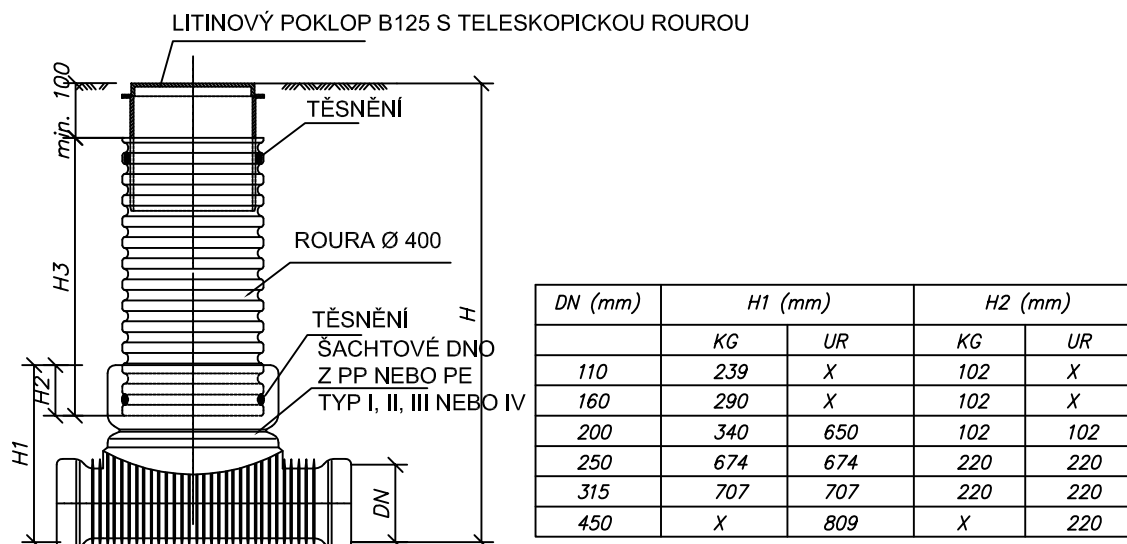 LITINOVÝ POKLOP B125 S TELESKOPICKOU ROUROU
min. 100
TĚSNĚNÍ
ROURA Ø 400
H3
H
TĚSNĚNÍ
ŠACHTOVÉ DNO
Z PP NEBO PE
TYP I, II, III NEBO IV
H2
H1
DN
DN (mm) H1 (mm) H2 (mm)
KG UR KG UR
110 239 X 102 X
160 290 X 102 X
200 340 650 102 102
250 674 674 220 220
315 707 707 220 220
450 X 809 X 220